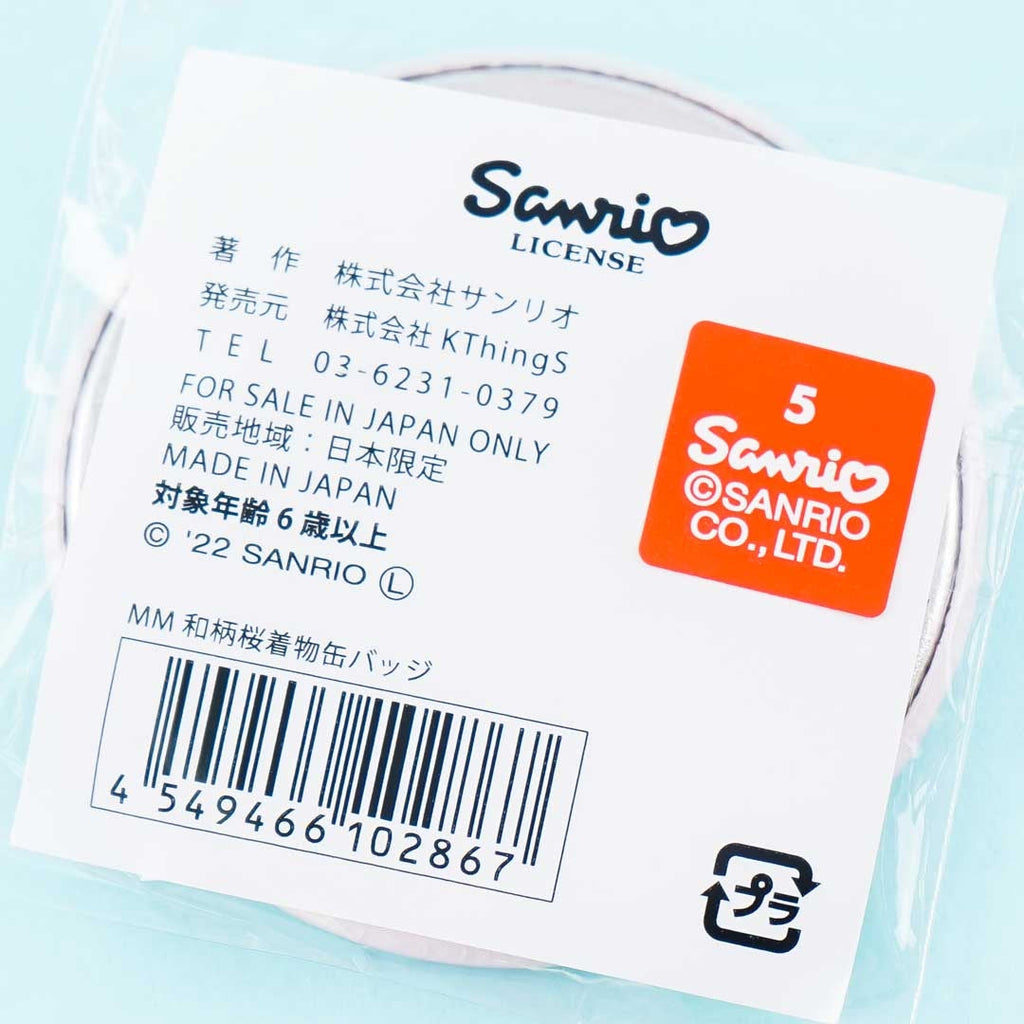 Sanrio
LICENSE
著 作 株式会社サンリオ
発売元 株式会社 KThingS
TEL 03-6231-0379
FOR SALE IN JAPAN ONLY
販売地域：日本限定
MADE IN JAPAN
対象年齢 6 歳以上
© '22 SANRIO Ⓛ
5
Sanrio
©SANRIO
CO.,LTD.
MM 和柄桜着物缶バッジ
4 549466 102867
プラ